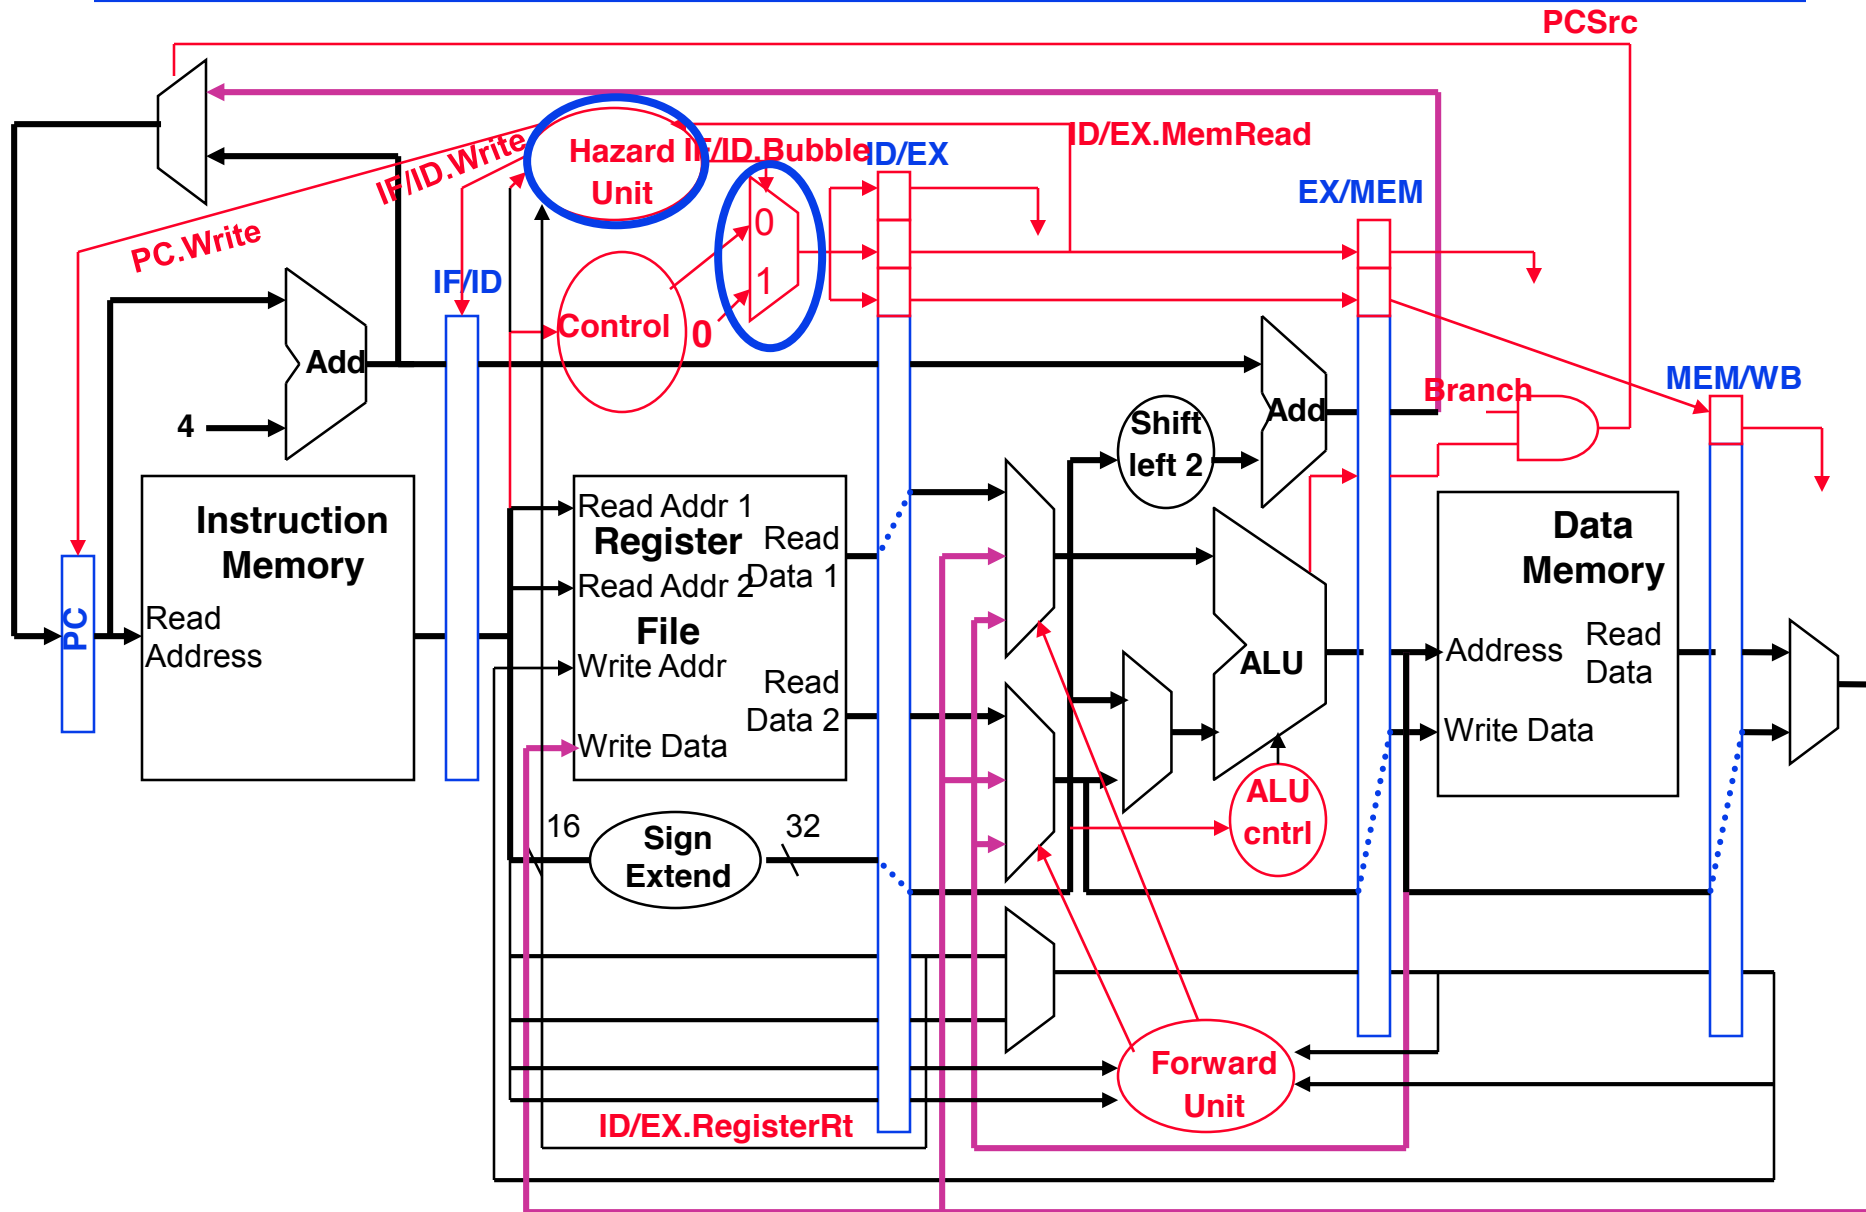 PCSrc
IF/ID.Write
Hazard
Unit
IF/ID.Bubble
ID/EX
ID/EX.MemRead
EX/MEM
PC.Write
0
1
IF/ID
Control
0
Add
4
Shift
left 2
Add
Branch
MEM/WB
Instruction
Memory
Read
Address
PC
Read Addr 1
Register
Read
Data 1
Read Addr 2
File
Write Addr
Read
Data 2
Write Data
ALU
Data
Memory
Address
Read
Data
Write Data
ALU
cntrl
16
Sign
Extend
32
Forward
Unit
ID/EX.RegisterRt